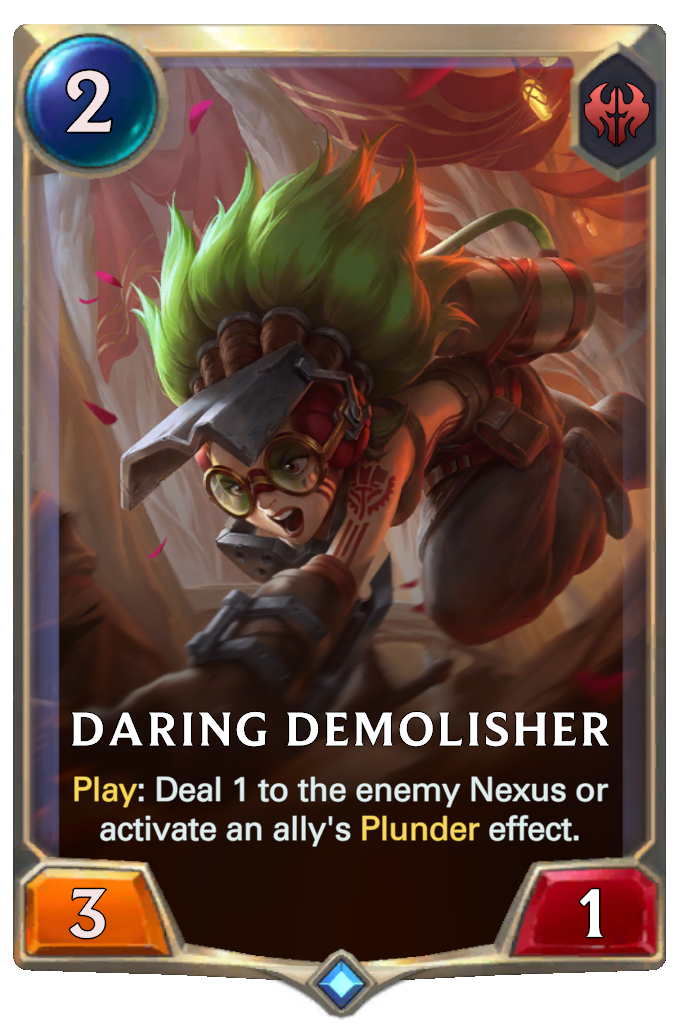 2
DARING DEMOLISHER
Play: Deal 1 to the enemy Nexus or
activate an ally's Plunder effect.
3
1